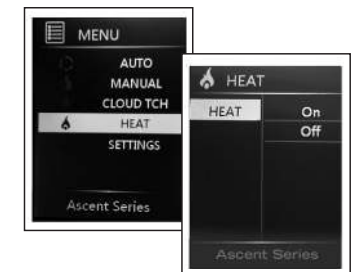 MENU
AUTO
MANUAL
CLOUD TCH
HEAT
SETTINGS
Ascent Series
HEAT
HEAT On
Off
Ascent Series